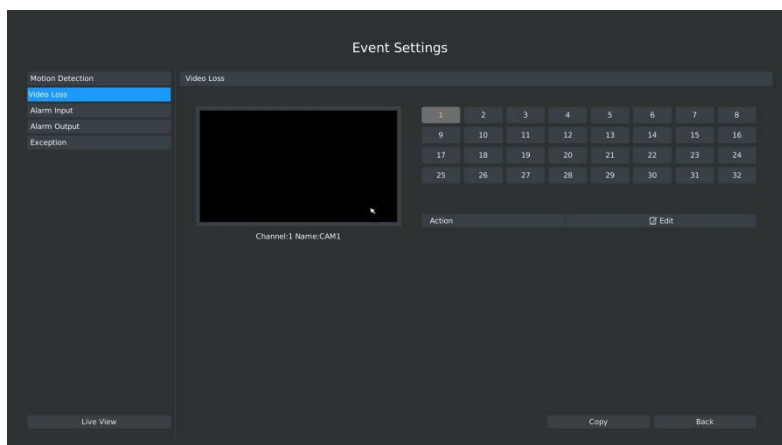 Event Settings
Motion Detection
Video Loss
Alarm Input
Alarm Output
Exception
Live View
Video Loss
Channel:1 Name:CAM1
1 2 3 4 5 6 7 8
9 10 11 12 13 14 15 16
17 18 19 20 21 22 23 24
25 26 27 28 29 30 31 32
Action Edit
Copy Back